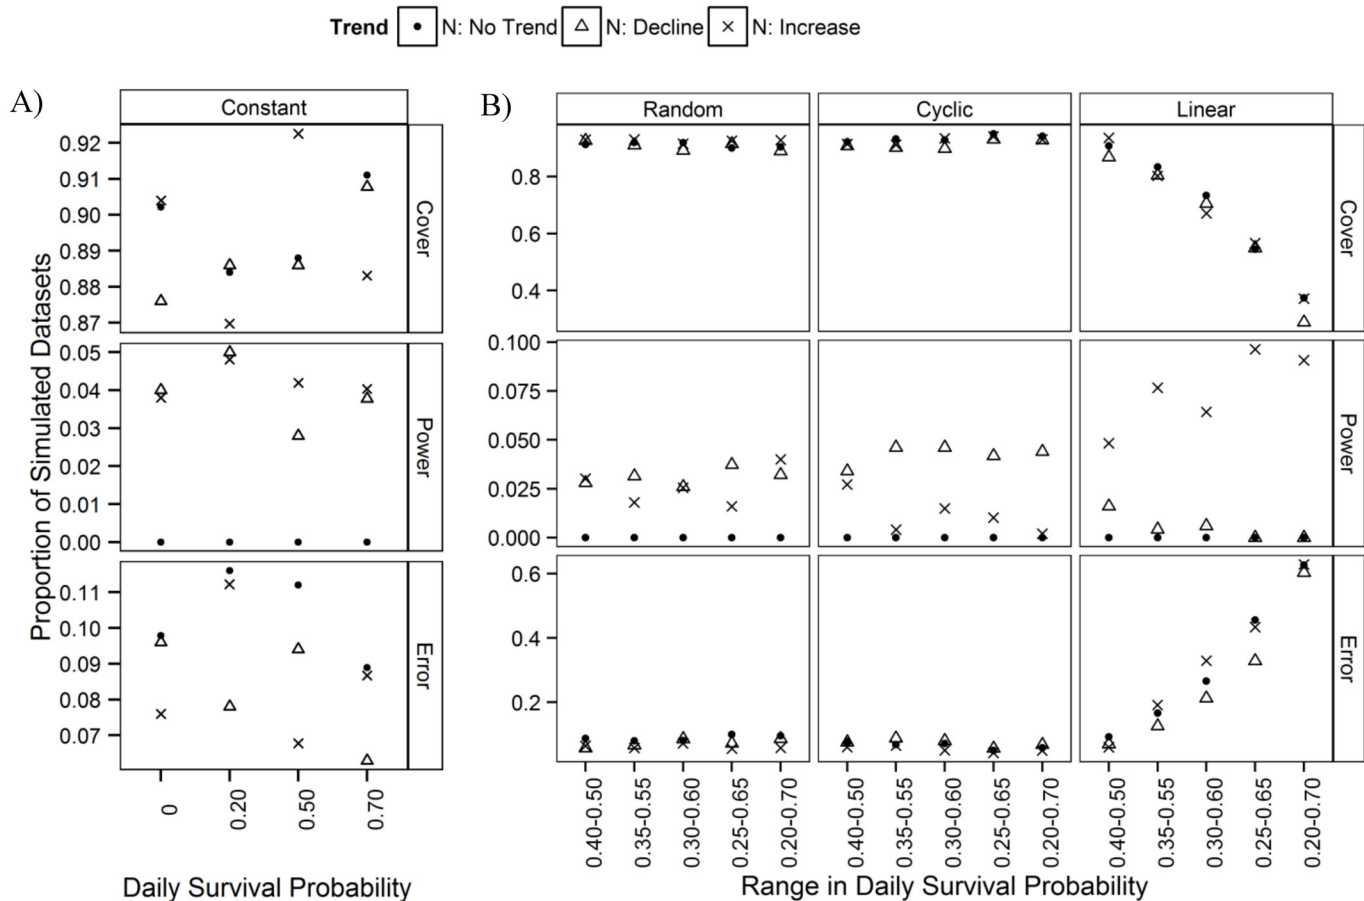 Trend N: No Trend N: Decline N: Increase
A)
Constant
Proportion of Simulated Datasets
0.92
0.91
0.90
0.89
0.88
0.87
Cover
0.05
0.04
0.03
0.02
0.01
0.00
Power
0.11
0.10
0.09
0.08
0.07
Error
0
0.20
0.50
0.70
Daily Survival Probability
B)
Random
Cyclic
Linear
0.8
0.6
0.4
Cover
0.100
0.075
0.050
0.025
0.000
Power
0.6
0.4
0.2
Error
0.40-0.50
0.35-0.55
0.30-0.60
0.25-0.65
0.20-0.70
0.40-0.50
0.35-0.55
0.30-0.60
0.25-0.65
0.20-0.70
0.40-0.50
0.35-0.55
0.30-0.60
0.25-0.65
0.20-0.70
Range in Daily Survival Probability